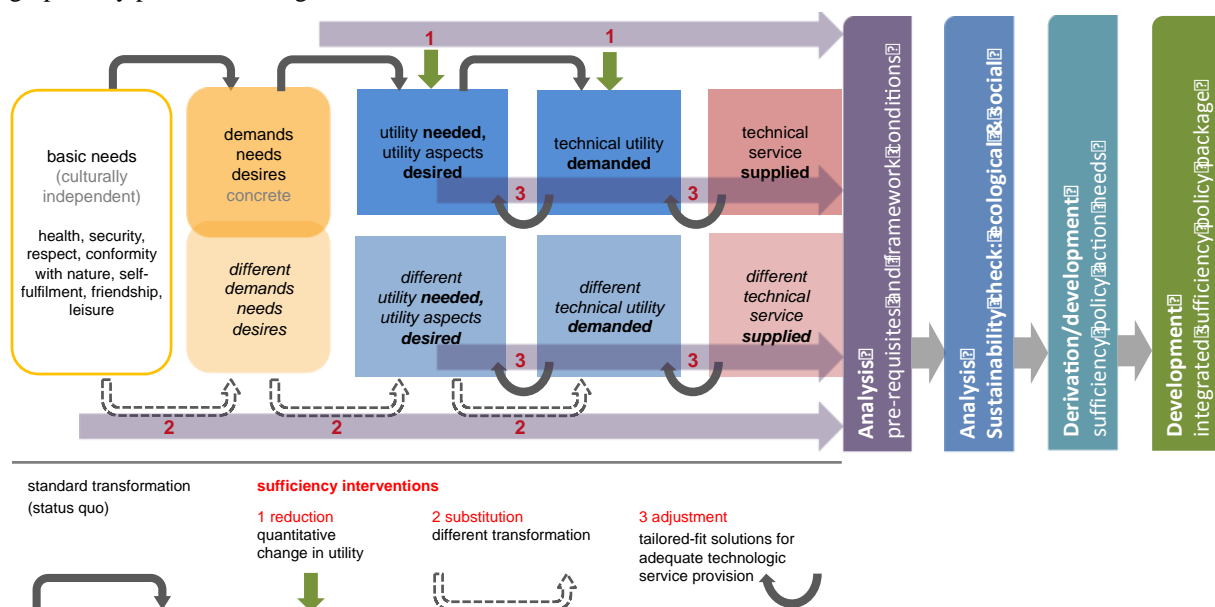 1
1
basic needs
(culturally
independent)
health, security,
respect, conformity
with nature, self-
fulfilment, friendship,
leisure
demands
needs
desires
concrete
utility needed,
utility aspects
desired
technical utility
demanded
technical
service
supplied
3
3
different
demands
needs
desires
different
utility needed,
utility aspects
desired
different
technical utility
demanded
different
technical
service
supplied
3
3
2
2
2
Analysis
pre-requisites and framework conditions
Analysis
Sustainability check: ecological & social
Derivation/development
sufficiency policy action needs
Development
integrated sufficiency policy package
standard transformation
(status quo)
sufficiency interventions
1 reduction
quantitative
change in utility
2 substitution
different transformation
3 adjustment
tailored-fit solutions for
adequate technologic
service provision